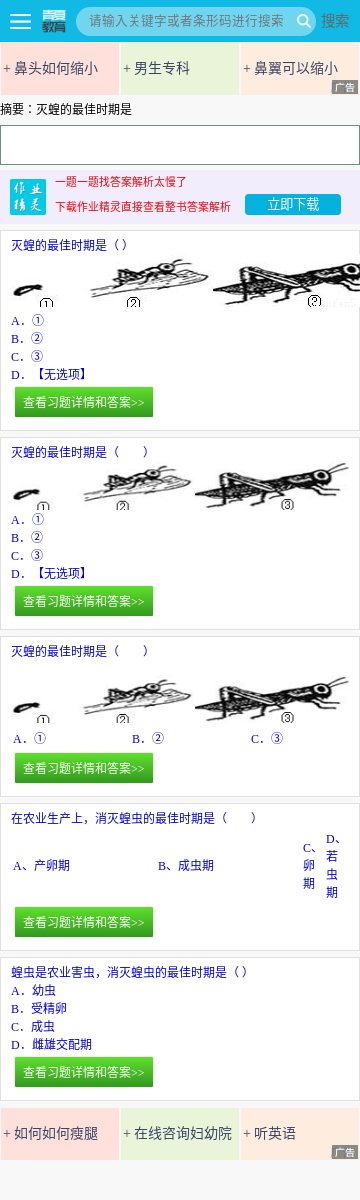 青夏
教育
请输入关键字或者条形码进行搜索
搜索
+ 鼻头如何缩小
+ 男生专科
+ 鼻翼可以缩小
广告
摘要：灭蝗的最佳时期是
作业
精灵
一题一题找答案解析太慢了
下载作业精灵直接查看整书答案解析
立即下载
灭蝗的最佳时期是（ ）
①
②
③
A．①
B．②
C．③
D．【无选项】
查看习题详情和答案>>
灭蝗的最佳时期是（　　）
①
②
③
A．①
B．②
C．③
D．【无选项】
查看习题详情和答案>>
灭蝗的最佳时期是（　　）
①
②
③
A．①
B．②
C．③
查看习题详情和答案>>
在农业生产上，消灭蝗虫的最佳时期是（　　）
A、产卵期
B、成虫期
C、卵期
D、若虫期
查看习题详情和答案>>
蝗虫是农业害虫，消灭蝗虫的最佳时期是（ ）
A．幼虫
B．受精卵
C．成虫
D．雌雄交配期
查看习题详情和答案>>
+ 如何如何瘦腿
+ 在线咨询妇幼院
+ 听英语
广告